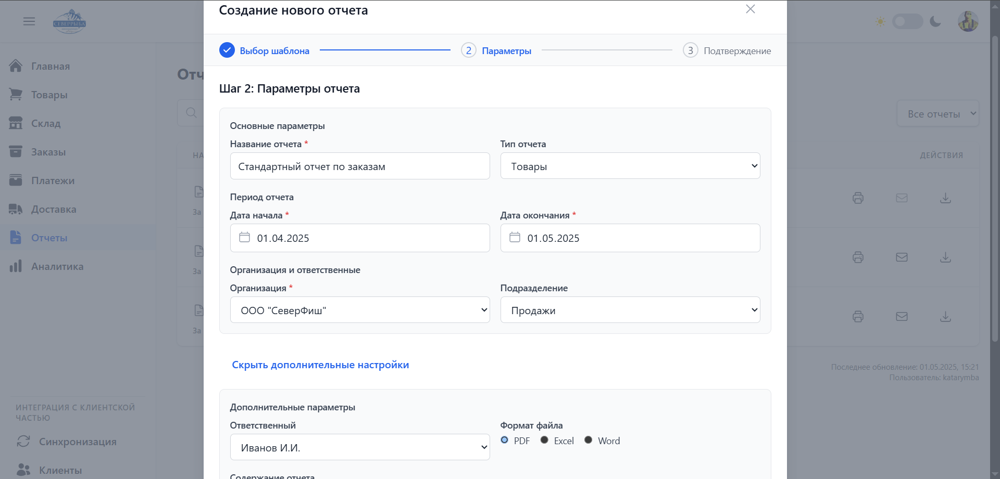 Создание нового отчета
Выбор шаблона
2 Параметры
3 Подтверждение
СЕВЕРРЫБА
Главная
Товары
Склад
Заказы
Платежи
Доставка
Отчеты
Аналитика
ИНТЕГРАЦИЯ С КЛИЕНТСКОЙ
ЧАСТЬЮ
Синхронизация
Клиенты
Отч
НА
За
За
За
Шаг 2: Параметры отчета
Основные параметры
Название отчета * Тип отчета
Стандартный отчет по заказам Товары
Период отчета
Дата начала * Дата окончания *
01.04.2025 01.05.2025
Организация и ответственные
Организация * Подразделение
ООО "СеверФиш" Продажи
Скрыть дополнительные настройки
Дополнительные параметры
Ответственный Формат файла
Иванов И.И. PDF Excel Word
Содержание отчета
Все отчеты
ДЕЙСТВИЯ
Последнее обновление: 01.05.2025, 15:21
Пользователь: katarymba